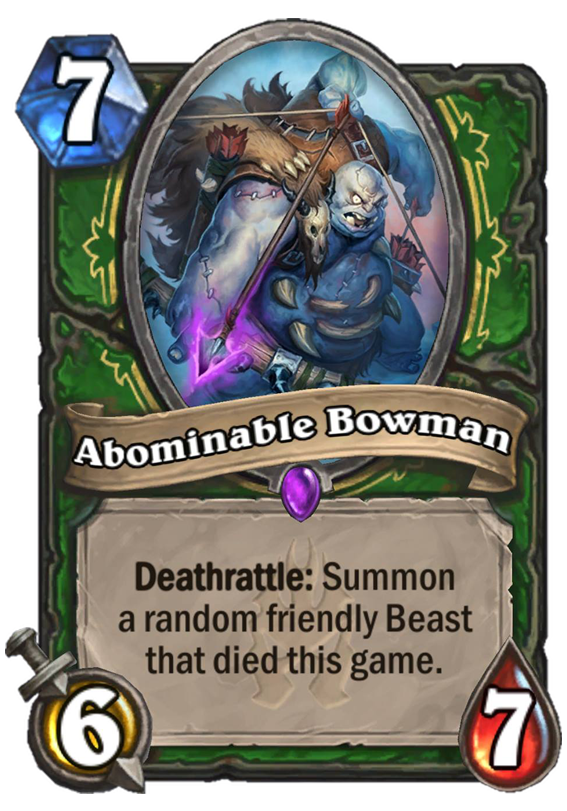 7
Abominable Bowman
Deathrattle: Summon
a random friendly Beast
that died this game.
6
7